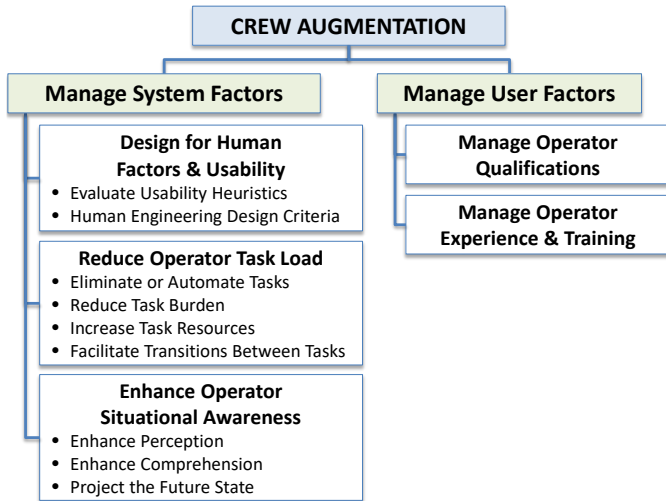 CREW AUGMENTATION
Manage System Factors
Design for Human
Factors & Usability
• Evaluate Usability Heuristics
• Human Engineering Design Criteria
Reduce Operator Task Load
• Eliminate or Automate Tasks
• Reduce Task Burden
• Increase Task Resources
• Facilitate Transitions Between Tasks
Enhance Operator
Situational Awareness
• Enhance Perception
• Enhance Comprehension
• Project the Future State
Manage User Factors
Manage Operator
Qualifications
Manage Operator
Experience & Training